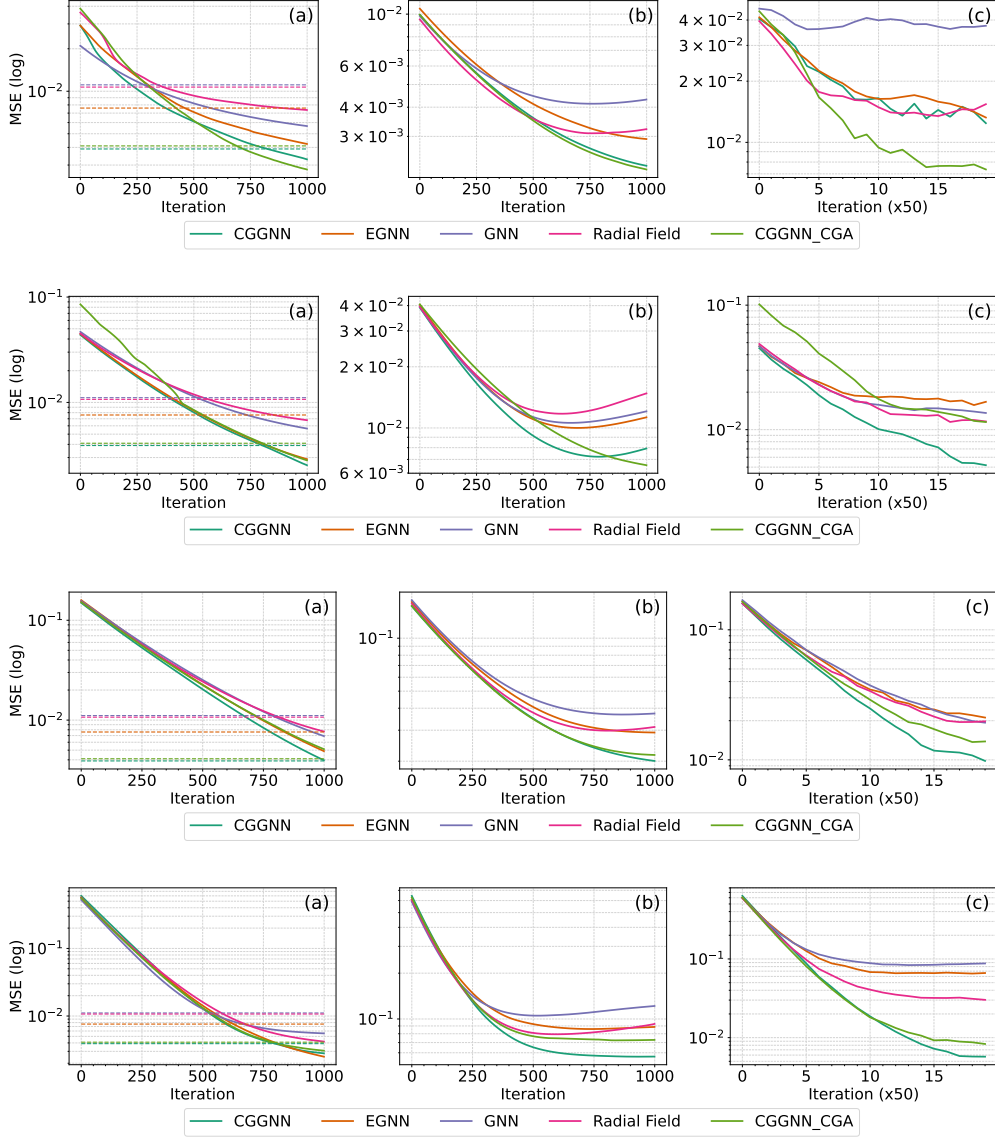 (a) (b) (c)
MSE (log)
10⁻²
10⁻² 6 × 10⁻³ 4 × 10⁻³ 3 × 10⁻³
4 × 10⁻² 3 × 10⁻² 2 × 10⁻² 10⁻²
0 250 500 750 1000 0 250 500 750 1000 0 5 10 15
Iteration Iteration Iteration (x50)
CGGNN EGNN GNN Radial Field CGGNN_CGA
(a) (b) (c)
MSE (log)
10⁻¹ 10⁻²
4 × 10⁻² 3 × 10⁻² 2 × 10⁻² 10⁻² 6 × 10⁻³
10⁻¹ 10⁻²
0 250 500 750 1000 0 250 500 750 1000 0 5 10 15
Iteration Iteration Iteration (x50)
CGGNN EGNN GNN Radial Field CGGNN_CGA
(a) (b) (c)
MSE (log)
10⁻¹ 10⁻²
10⁻¹
10⁻¹ 10⁻²
0 250 500 750 1000 0 250 500 750 1000 0 5 10 15
Iteration Iteration Iteration (x50)
CGGNN EGNN GNN Radial Field CGGNN_CGA
(a) (b) (c)
MSE (log)
10⁻¹ 10⁻²
10⁻¹
10⁻¹ 10⁻²
0 250 500 750 1000 0 250 500 750 1000 0 5 10 15
Iteration Iteration Iteration (x50)
CGGNN EGNN GNN Radial Field CGGNN_CGA